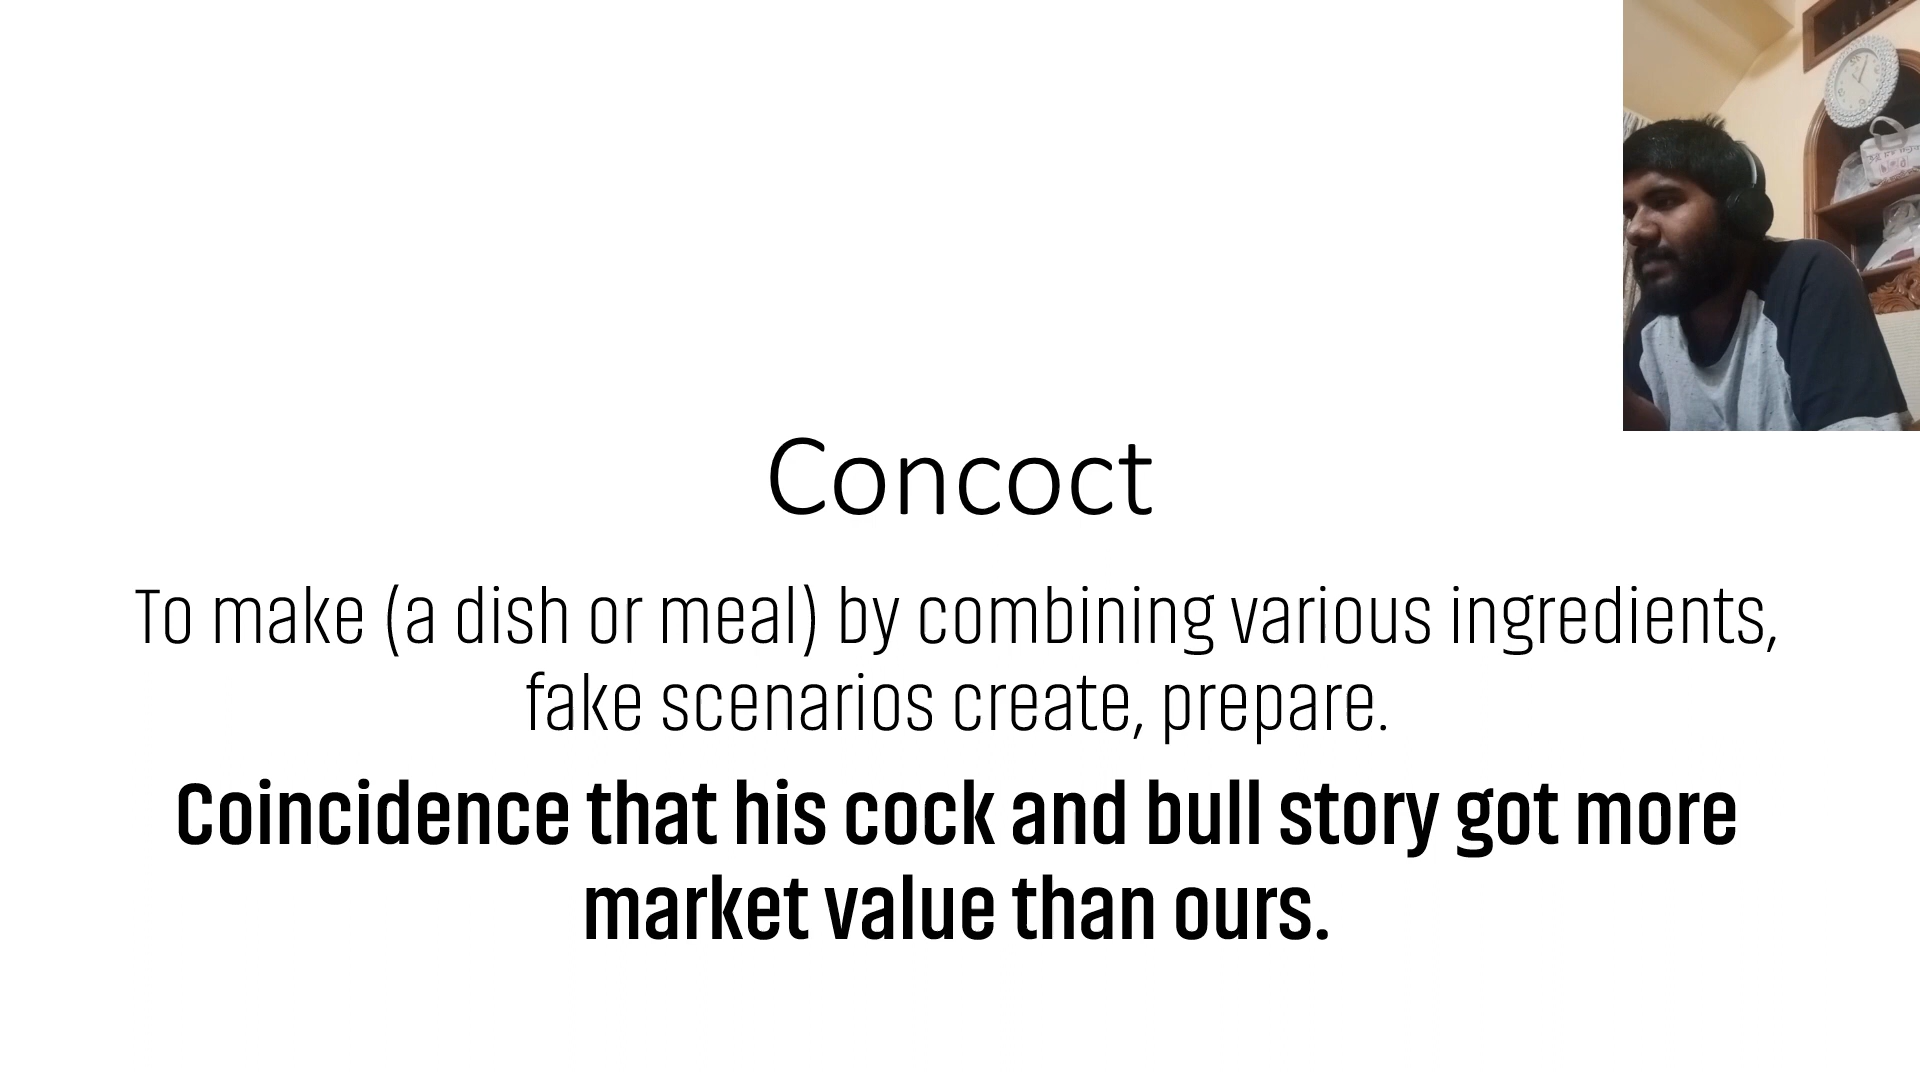 Concoct
To make (a dish or meal) by combining various ingredients,
fake scenarios create, prepare.
Coincidence that his cock and bull story got more
market value than ours.